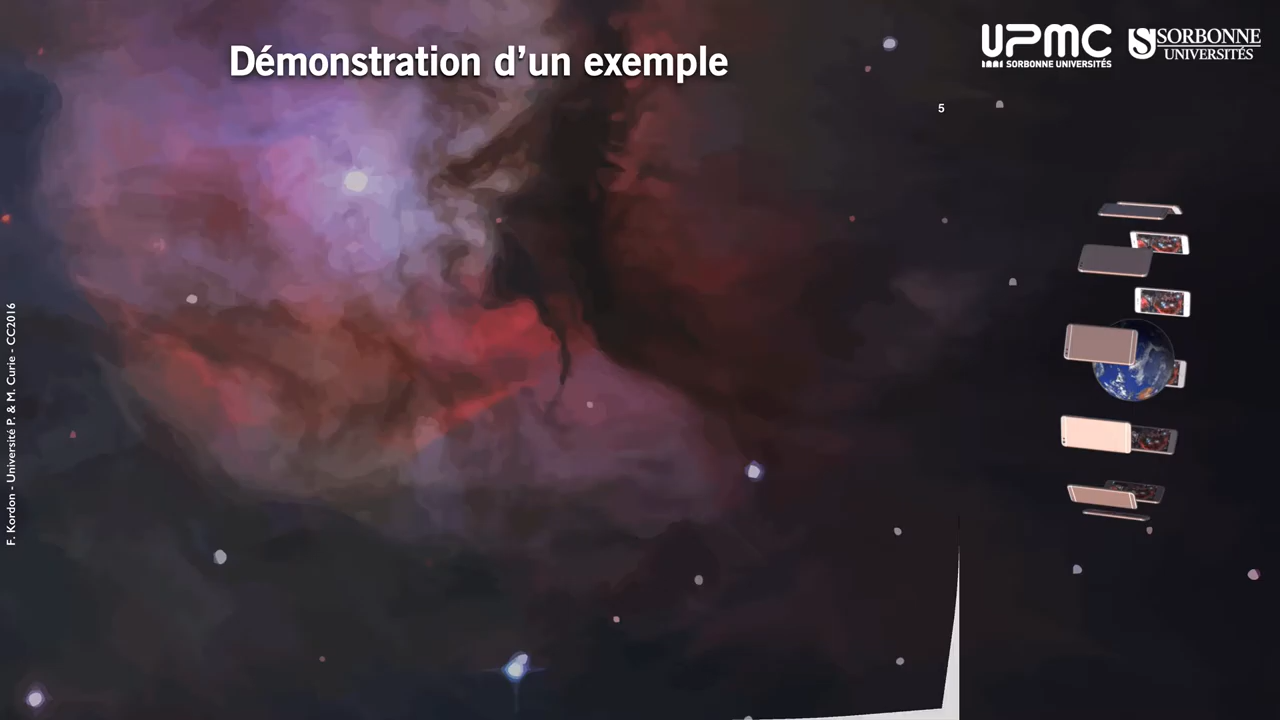 Démonstration d'un exemple
UPMC
SORBONNE UNIVERSITÉS
SORBONNE
UNIVERSITÉS
5
F. Kordon - Université P. & M. Curie - CC2016